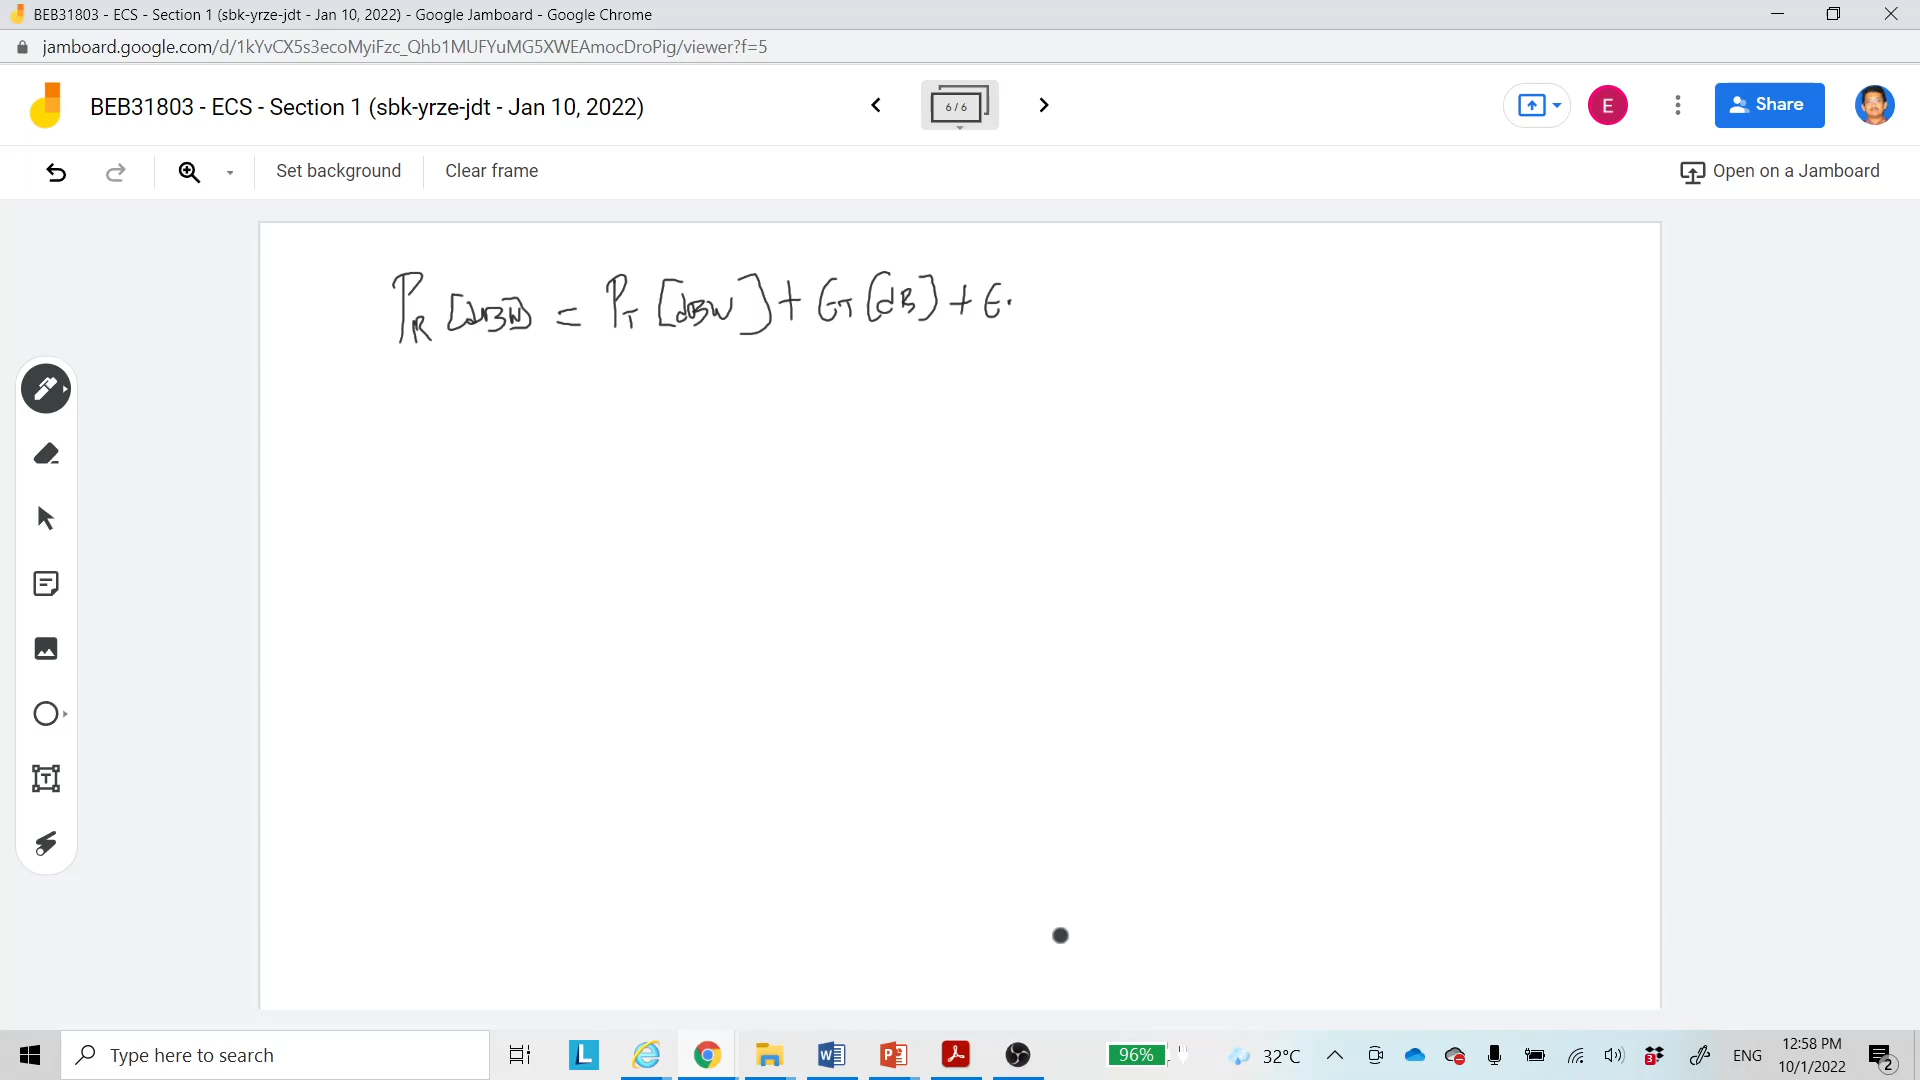 BEB31803 - ECS - Section 1 (sbk-yrze-jdt - Jan 10, 2022) - Google Jamboard - Google Chrome
jamboard.google.com/d/1kYvCX5s3ecoMyiFzc_Qhb1MUFYuMG5XWEAmocDroPig/viewer?f=5
BEB31803 - ECS - Section 1 (sbk-yrze-jdt - Jan 10, 2022)
6 / 6
E
Share
Set background
Clear frame
Open on a Jamboard
P_R [dBW] = P_T [dBW] + G_T [dB] + G
Type here to search
L
96%
32°C
3
ENG
12:58 PM
10/1/2022
2